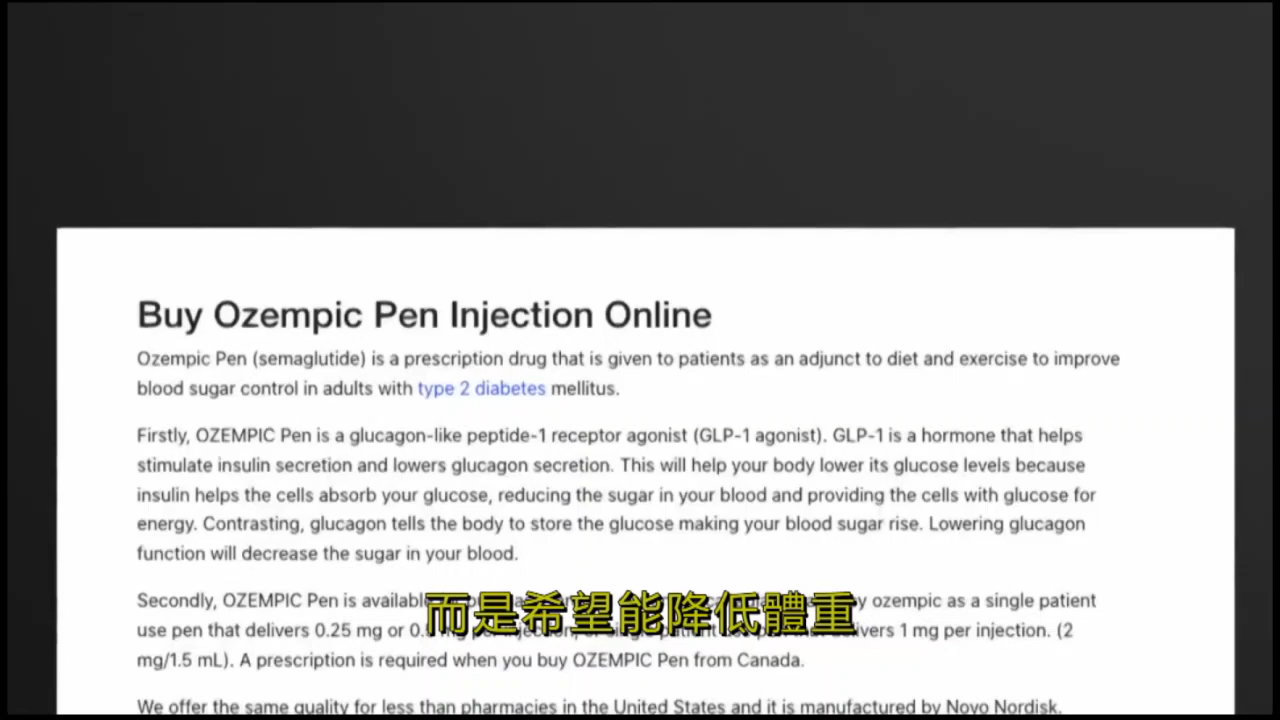 Buy Ozempic Pen Injection Online
Ozempic Pen (semaglutide) is a prescription drug that is given to patients as an adjunct to diet and exercise to improve
blood sugar control in adults with type 2 diabetes mellitus.
Firstly, OZEMPIC Pen is a glucagon-like peptide-1 receptor agonist (GLP-1 agonist). GLP-1 is a hormone that helps
stimulate insulin secretion and lowers glucagon secretion. This will help your body lower its glucose levels because
insulin helps the cells absorb your glucose, reducing the sugar in your blood and providing the cells with glucose for
energy. Contrasting, glucagon tells the body to store the glucose making your blood sugar rise. Lowering glucagon
function will decrease the sugar in your blood.
Secondly, OZEMPIC Pen is ozempic as a single patient
use pen that delivers 0.25 mg or 1 mg per injection. (2
mg/1.5 mL). A prescription is required when you buy OZEMPIC Pen from Canada.
We offer the same quality for less than pharmacies in the United States and it is manufactured by Novo Nordisk.
而是希望能降低體重